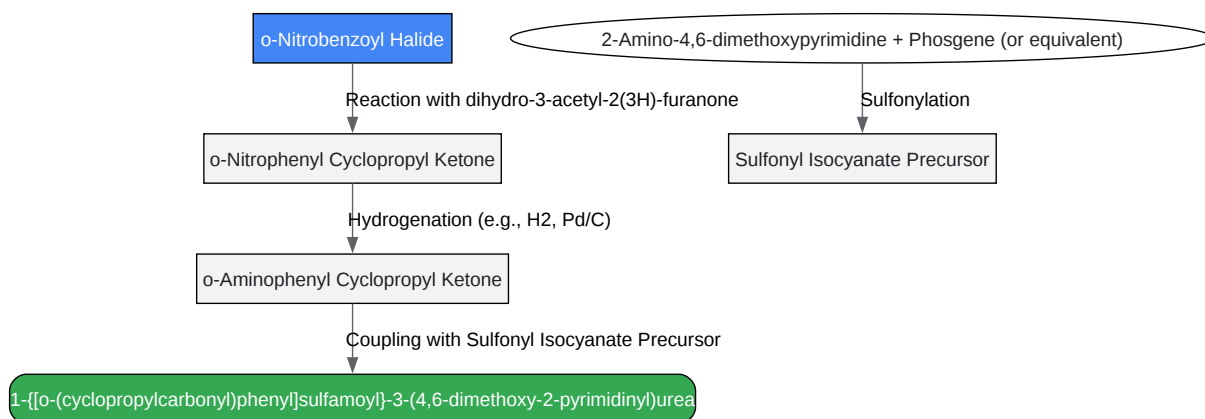 o-Nitrobenzoyl Halide
2-Amino-4,6-dimethoxypyrimidine + Phosgene (or equivalent)
Reaction with dihydro-3-acetyl-2(3H)-furanone
Sulfonylation
o-Nitrophenyl Cyclopropyl Ketone
Sulfonyl Isocyanate Precursor
Hydrogenation (e.g., H2, Pd/C)
o-Aminophenyl Cyclopropyl Ketone
Coupling with Sulfonyl Isocyanate Precursor
1-{[o-(cyclopropylcarbonyl)phenyl]sulfamoyl}-3-(4,6-dimethoxy-2-pyrimidinyl)urea